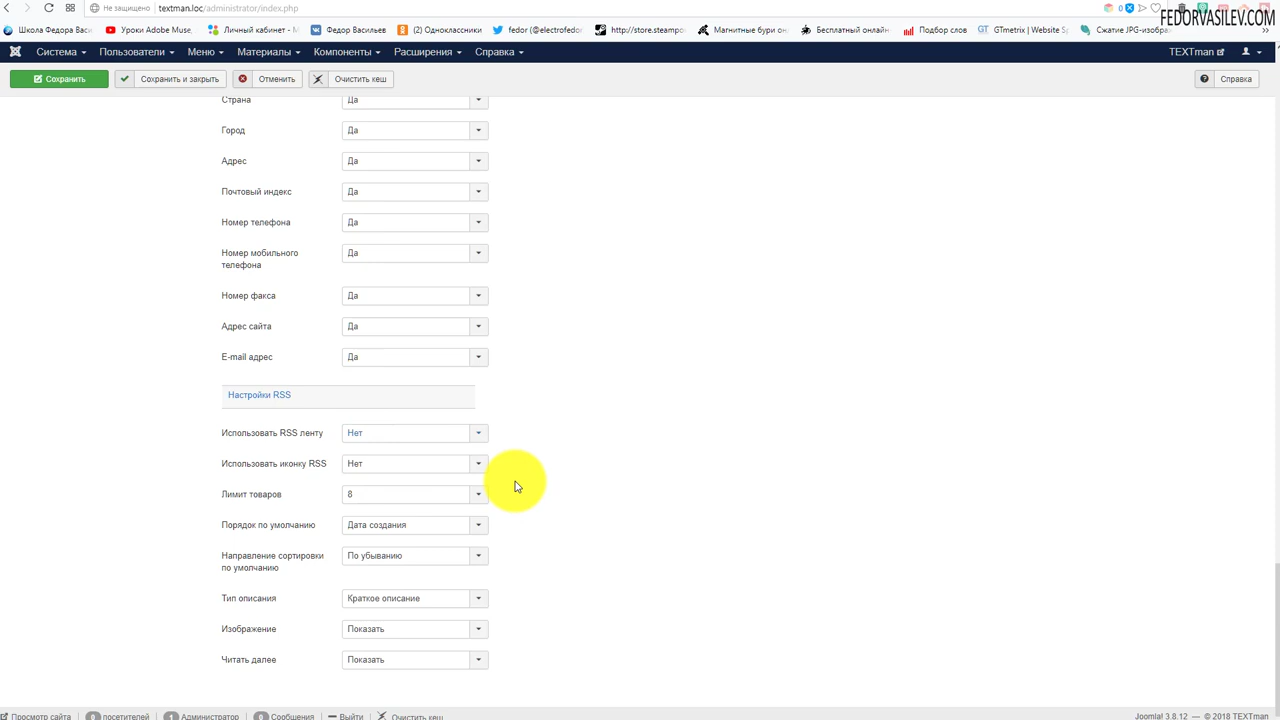 textman.loc/administrator/index.php
Не защищено
FEDORVASILEV.COM
Школа Федора Васи
Уроки Adobe Muse,
Личный кабинет -
Федор Васильев
(2) Одноклассники
fedor (@electrofedor
http://store.steampo
Магнитные бури он
Бесплатный онлайн
Подбор слов
GTmetrix | Website Sp
Сжатие JPG-изображ
Система
Пользователи
Меню
Материалы
Компоненты
Расширения
Справка
TEXTman
Сохранить
Сохранить и закрыть
Отменить
Очистить кеш
Справка
Страна Да
Город Да
Адрес Да
Почтовый индекс Да
Номер телефона Да
Номер мобильного
телефона Да
Номер факса Да
Адрес сайта Да
E-mail адрес Да
Настройки RSS
Использовать RSS ленту Нет
Использовать иконку RSS Нет
Лимит товаров 8
Порядок по умолчанию Дата создания
Направление сортировки
по умолчанию По убыванию
Тип описания Краткое описание
Изображение Показать
Читать далее Показать
Просмотр сайта
0 посетителей
1 Администратор
0 Сообщения
Выйти
Очистить кеш
Joomla! 3.8.12 — © 2018 TEXTman